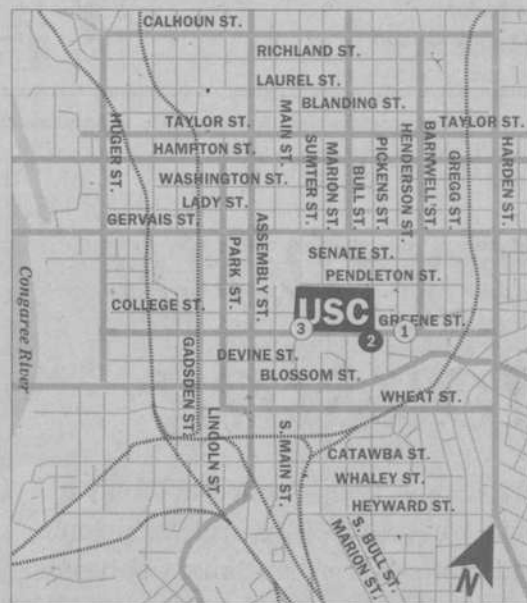 CALHOUN ST.
RICHLAND ST.
LAUREL ST.
BLANDING ST.
TAYLOR ST.
TAYLOR ST.
HUGER ST.
MAIN ST.
SUMTER ST.
MARION ST.
BULL ST.
PICKENS ST.
HENDERSON ST.
BARNWELL ST.
GREGG ST.
HARDEN ST.
HAMPTON ST.
WASHINGTON ST.
LADY ST.
GERVAIS ST.
PARK ST.
ASSEMBLY ST.
SENATE ST.
PENDLETON ST.
Congaree River
COLLEGE ST.
USC
GREENE ST.
3
2
1
GADSDEN ST.
DEVINE ST.
BLOSSOM ST.
WHEAT ST.
LINCOLN ST
S. MAIN ST.
CATAWBA ST.
WHALEY ST.
HEYWARD ST.
S. BULL ST.
MARION ST.
N